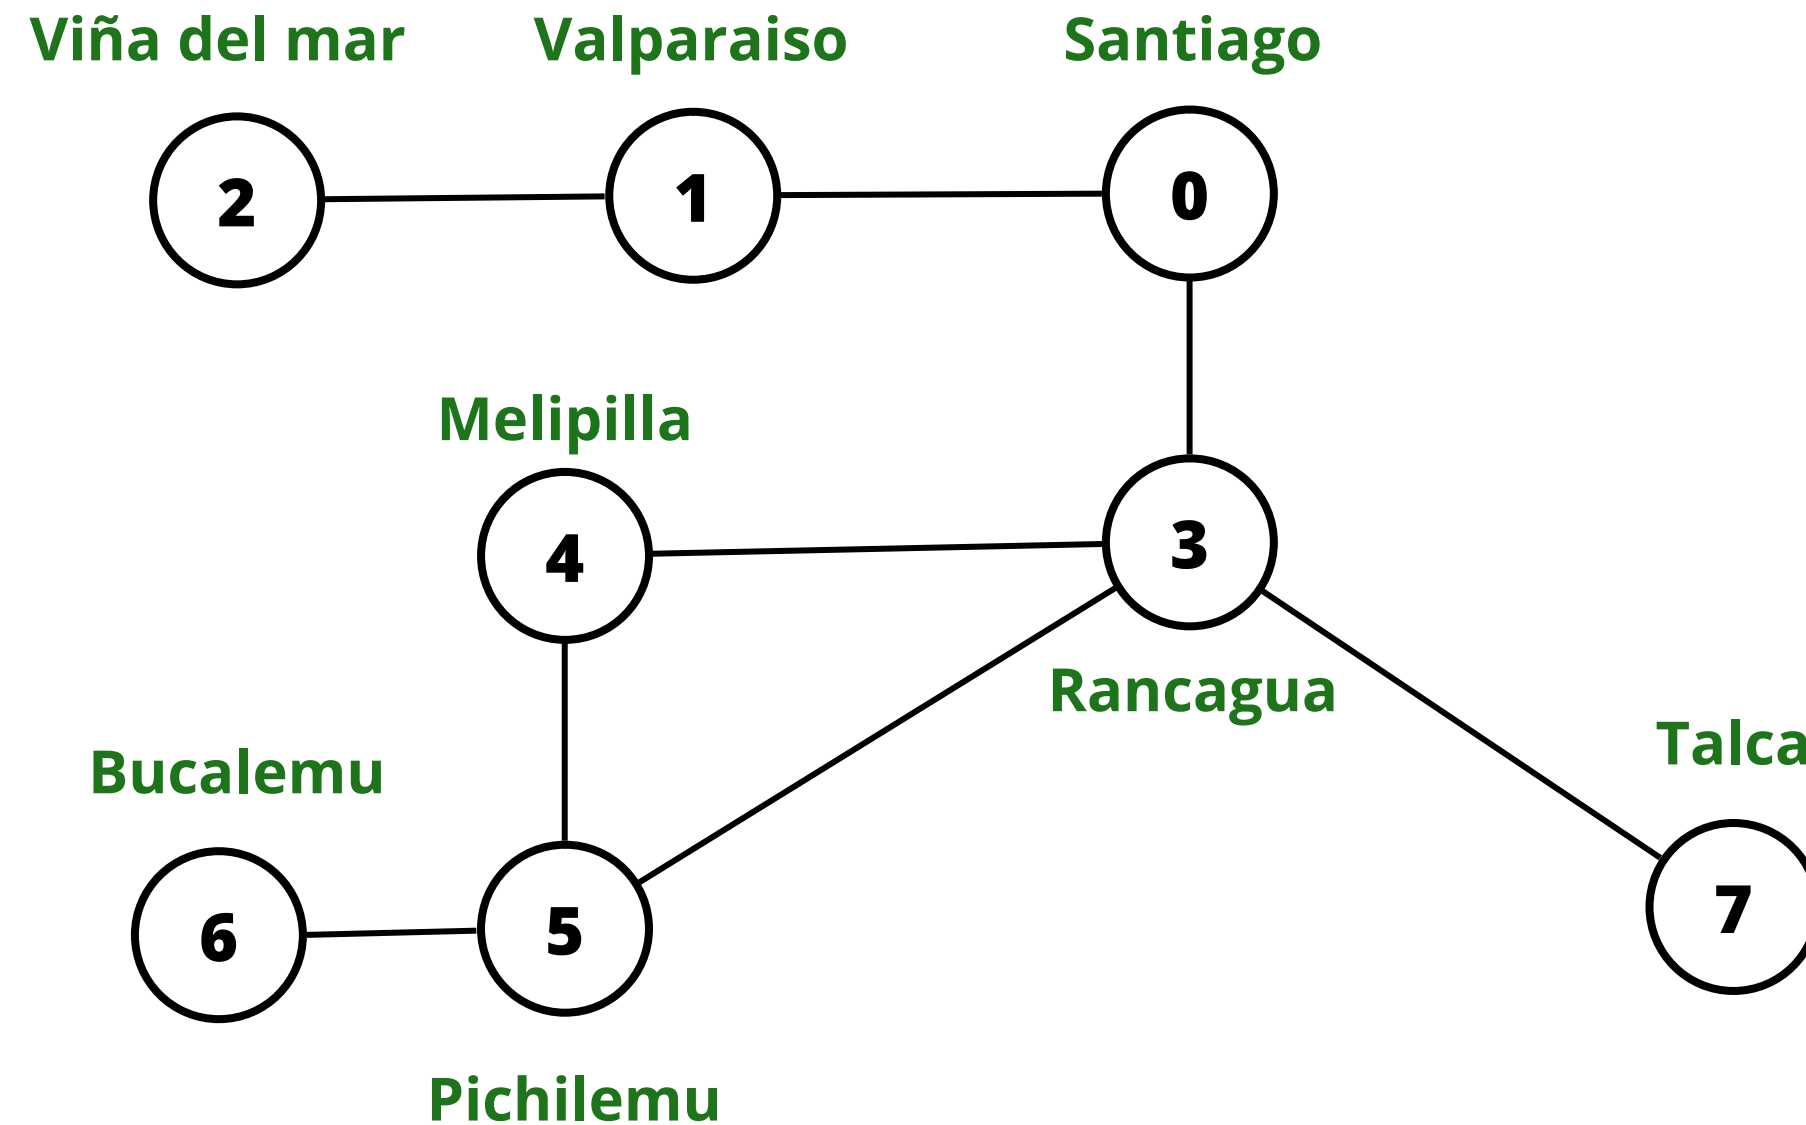 Viña del mar
Valparaiso
Santiago
2
1
0
Melipilla
4
3
Rancagua
Talca
Bucalemu
7
6
5
Pichilemu